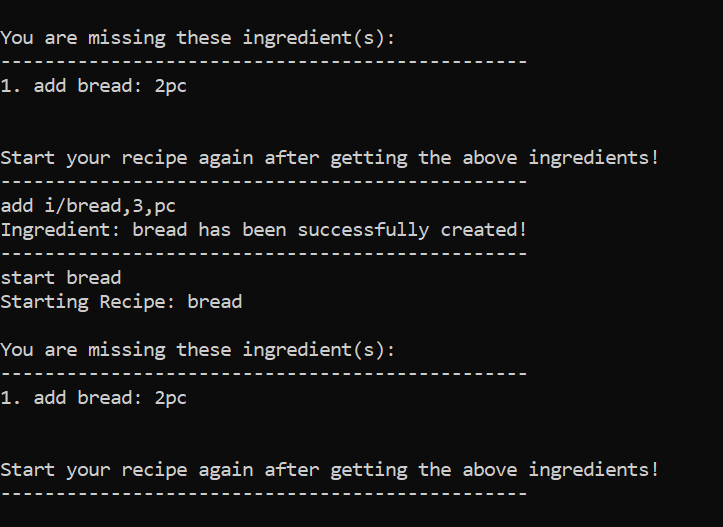 You are missing these ingredient(s):
------------------------------------------------
1. add bread: 2pc
Start your recipe again after getting the above ingredients!
------------------------------------------------
add i/bread,3,pc
Ingredient: bread has been successfully created!
------------------------------------------------
start bread
Starting Recipe: bread
You are missing these ingredient(s):
------------------------------------------------
1. add bread: 2pc
Start your recipe again after getting the above ingredients!
------------------------------------------------